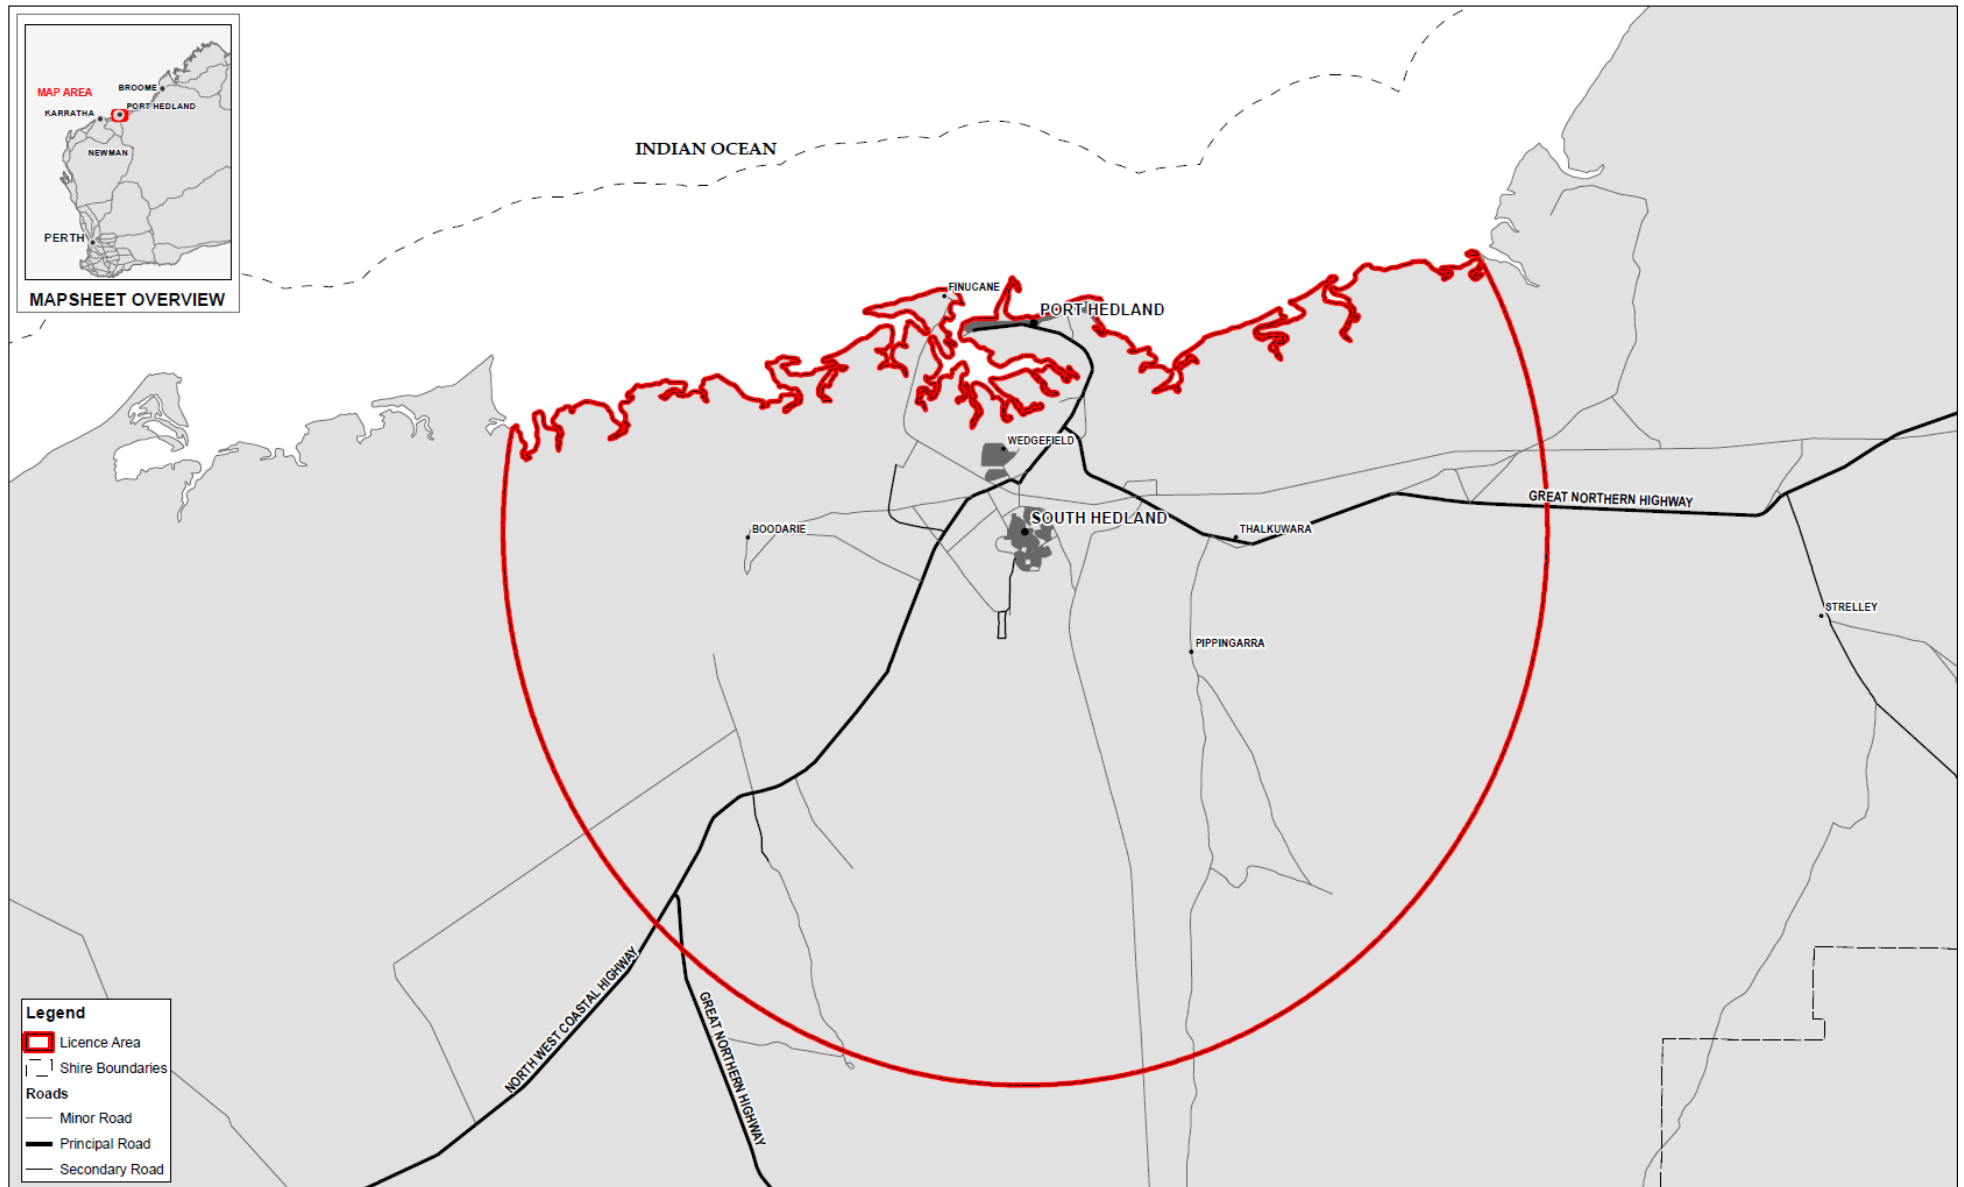 MAP AREA
BROOME
PORT HEDLAND
KARRATHA
NEWMAN
PERTH
MAPSHEET OVERVIEW
INDIAN OCEAN
FINUCANE
PORT HEDLAND
WEDGEFIELD
GREAT NORTHERN HIGHWAY
SOUTH HEDLAND
BOODARIE
THALKUWARA
STRELLEY
PIPPINGARRA
NORTH WEST COASTAL HIGHWAY
GREAT NORTHERN HIGHWAY
Legend
Licence Area
Shire Boundaries
Roads
Minor Road
Principal Road
Secondary Road